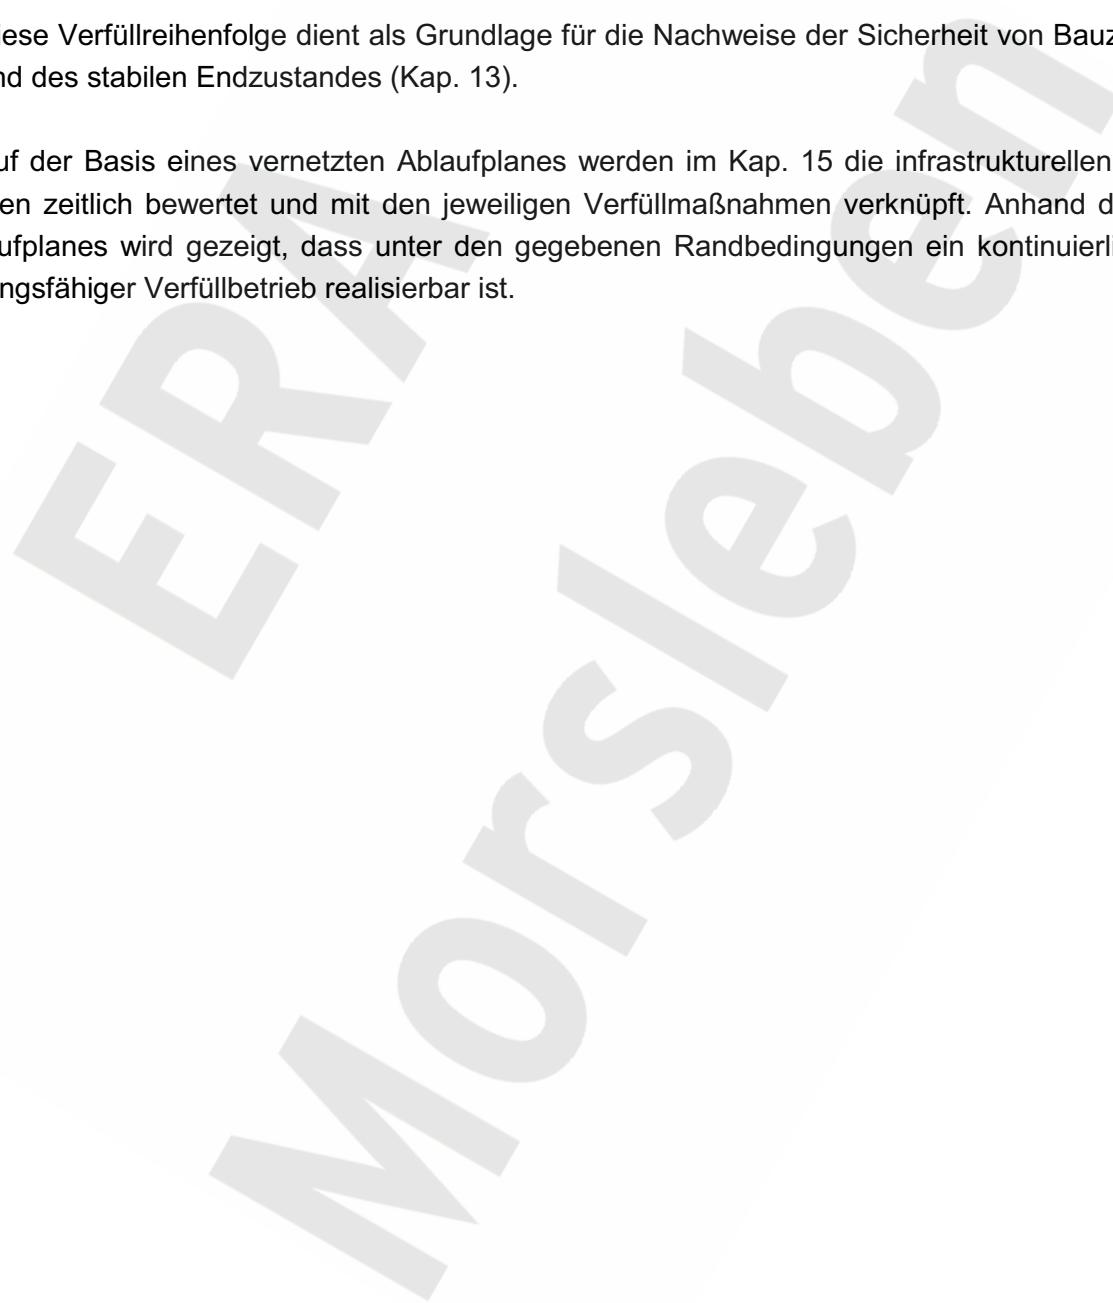 iese Verfüllreihenfolge dient als Grundlage für die Nachweise der Sicherheit von Bauz
nd des stabilen Endzustandes (Kap. 13).
uf der Basis eines vernetzten Ablaufplanes werden im Kap. 15 die infrastrukturellen
en zeitlich bewertet und mit den jeweiligen Verfüllmaßnahmen verknüpft. Anhand d
ufplanes wird gezeigt, dass unter den gegebenen Randbedingungen ein kontinuierli
ngsfähiger Verfüllbetrieb realisierbar ist.
ERA
Morsleben